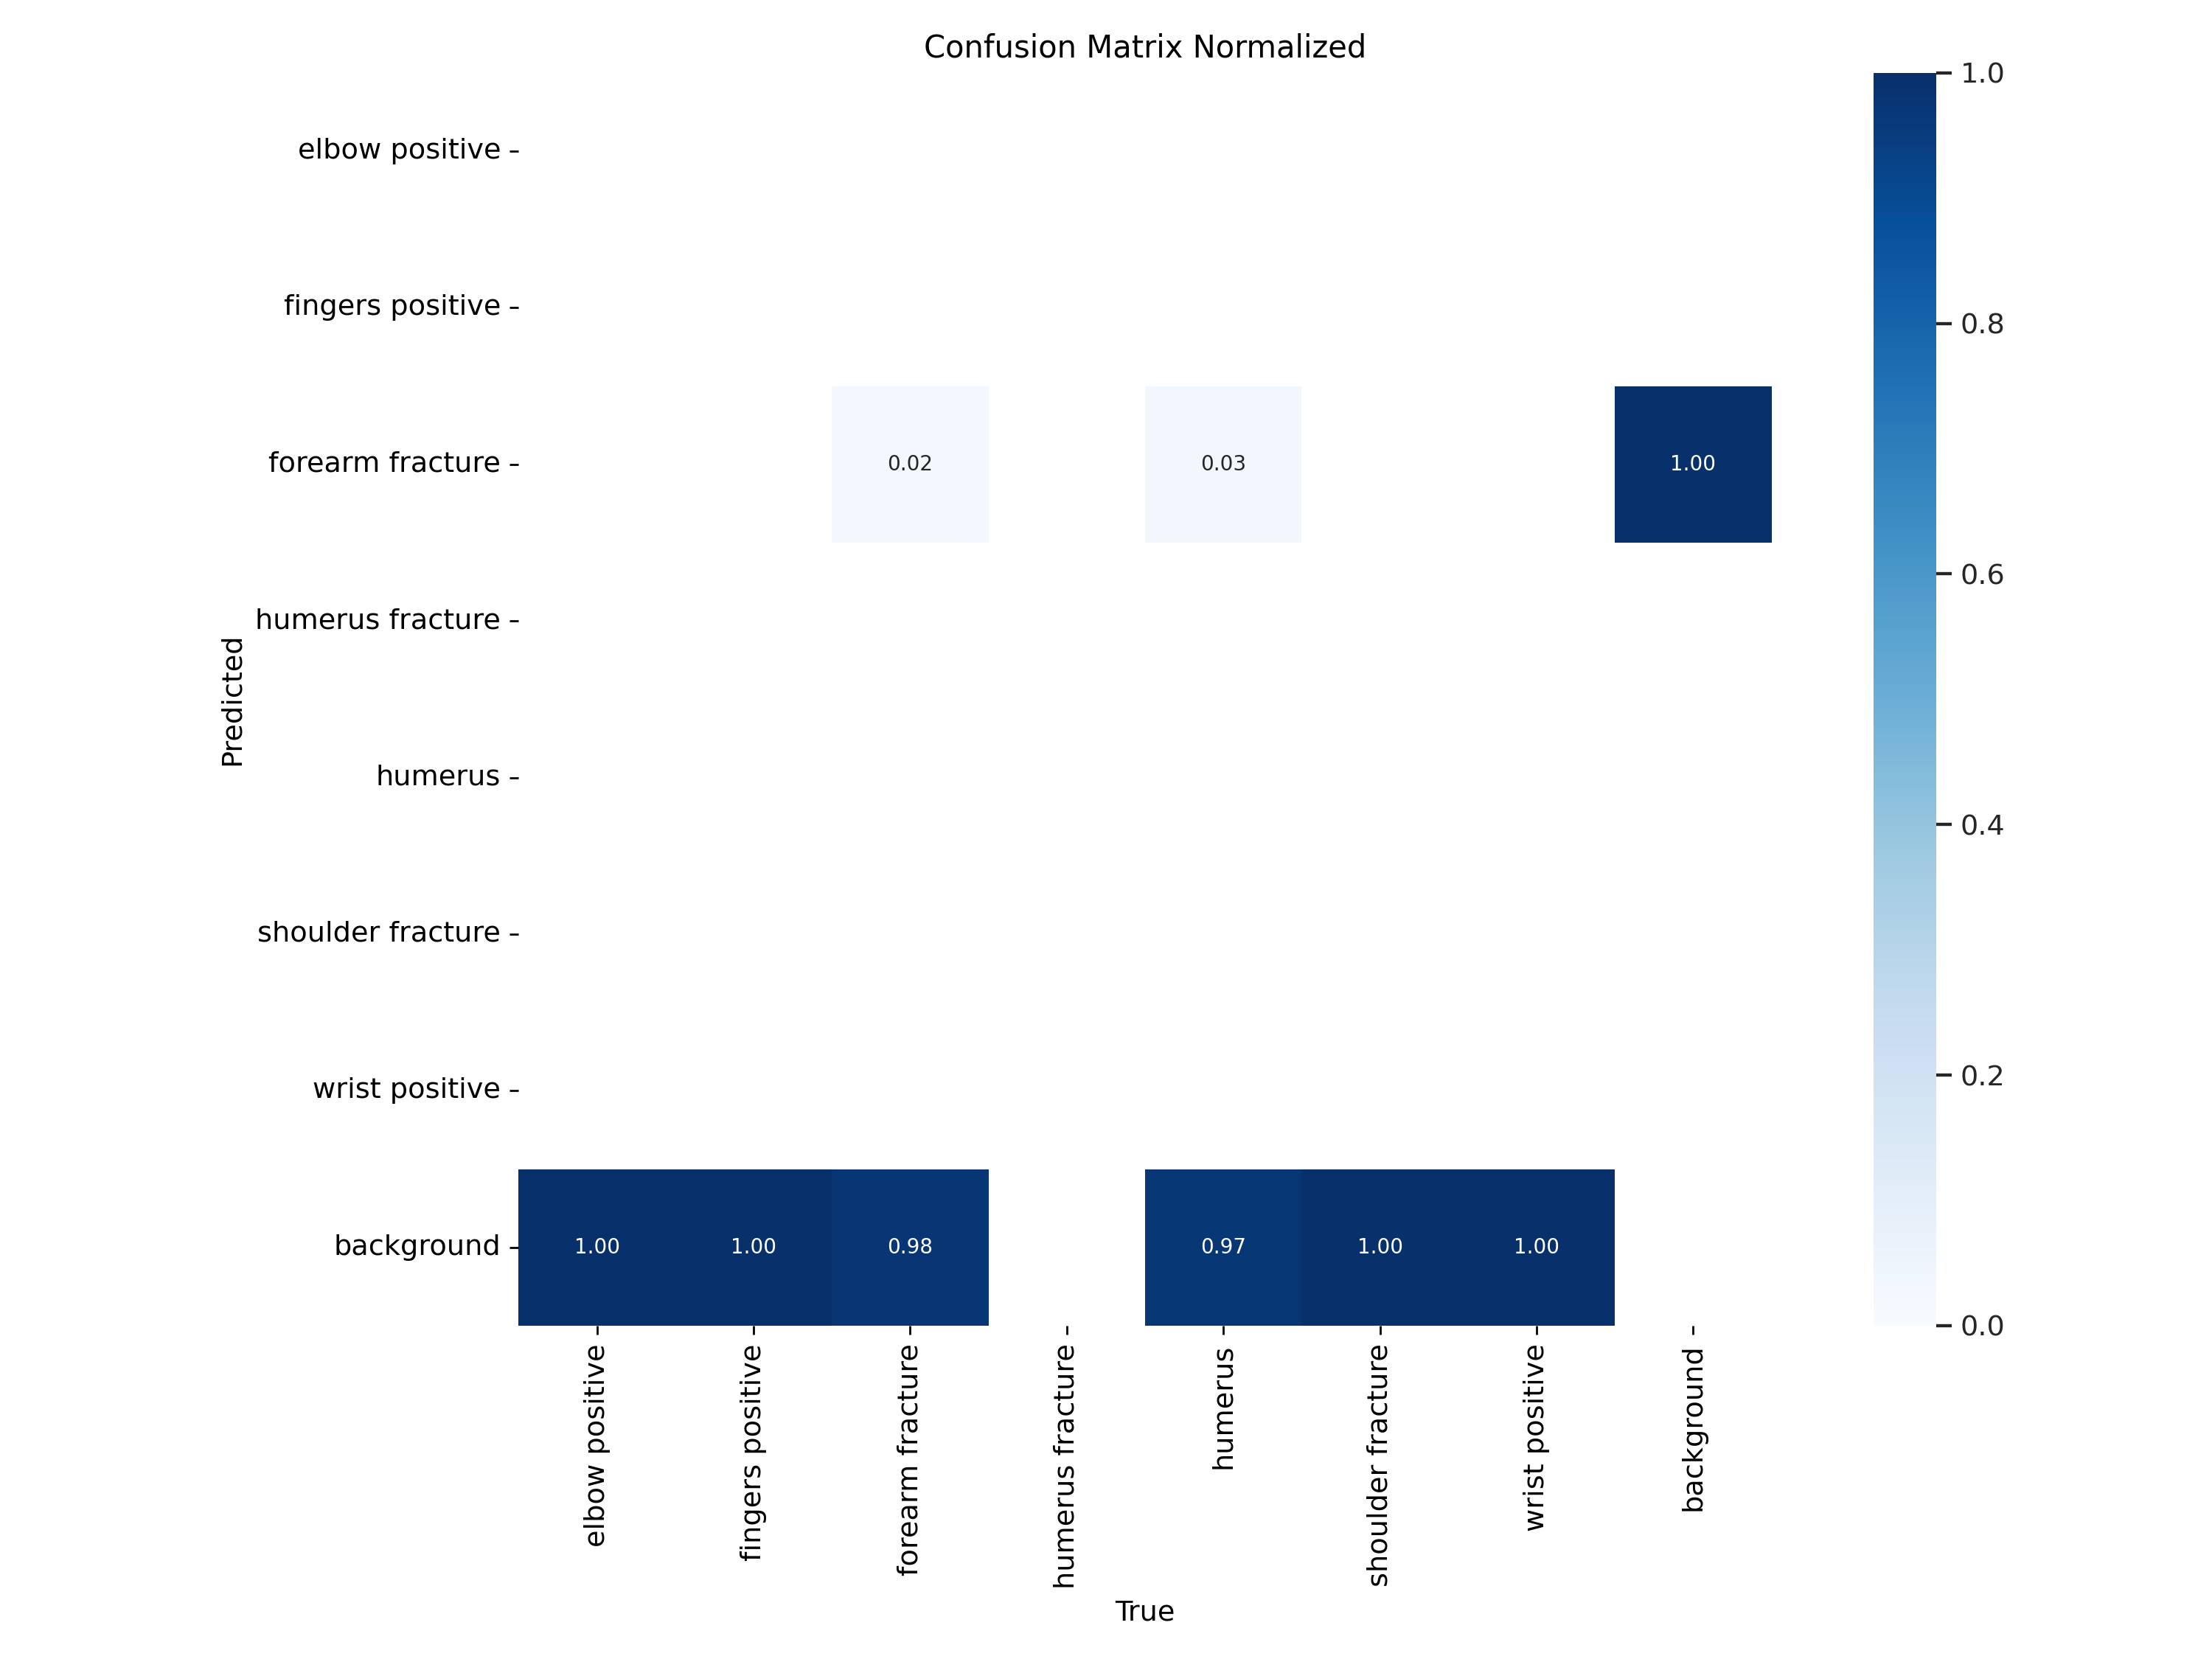 Confusion Matrix Normalized
elbow positive
fingers positive
forearm fracture
humerus fracture
humerus
shoulder fracture
wrist positive
background
Predicted
0.02 0.03 1.00
1.00 1.00 0.98 0.97 1.00 1.00
elbow positive
fingers positive
forearm fracture
humerus fracture
humerus
shoulder fracture
wrist positive
background
True
1.0
0.8
0.6
0.4
0.2
0.0